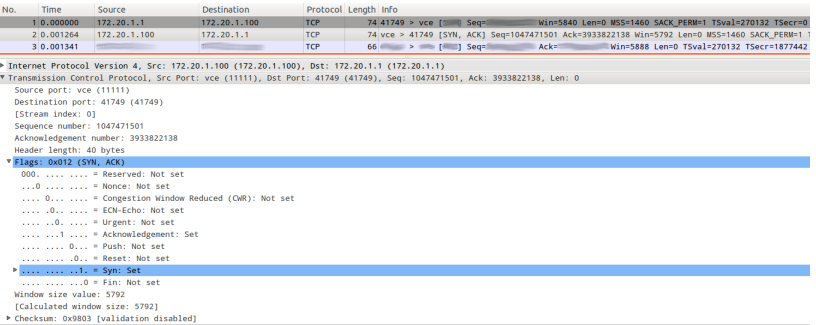 No. Time Source Destination Protocol Length Info
1 0.000000 172.20.1.1 172.20.1.100 TCP 74 41749 > vce [ ] Seq= Win=5840 Len=0 MSS=1460 SACK_PERM=1 TSval=270132 TSecr=0
2 0.001264 172.20.1.100 172.20.1.1 TCP 74 vce > 41749 [SYN, ACK] Seq=1047471501 Ack=3933822138 Win=5792 Len=0 MSS=1460 SACK_PERM=1
3 0.001341 TCP 66 > [ ] Seq= Ack= Win=5888 Len=0 TSval=270132 TSecr=1877442
Internet Protocol Version 4, Src: 172.20.1.100 (172.20.1.100), Dst: 172.20.1.1 (172.20.1.1)
Transmission Control Protocol, Src Port: vce (11111), Dst Port: 41749 (41749), Seq: 1047471501, Ack: 3933822138, Len: 0
Source port: vce (11111)
Destination port: 41749 (41749)
[Stream index: 0]
Sequence number: 1047471501
Acknowledgement number: 3933822138
Header length: 40 bytes
Flags: 0x012 (SYN, ACK)
000. .... .... = Reserved: Not set
...0 .... .... = Nonce: Not set
.... 0... .... = Congestion Window Reduced (CWR): Not set
.... .0.. .... = ECN-Echo: Not set
.... ..0. .... = Urgent: Not set
.... ...1 .... = Acknowledgement: Set
.... .... 0... = Push: Not set
.... .... .0.. = Reset: Not set
.... .... ..1. = Syn: Set
.... .... ...0 = Fin: Not set
Window size value: 5792
[Calculated window size: 5792]
Checksum: 0x9803 [validation disabled]